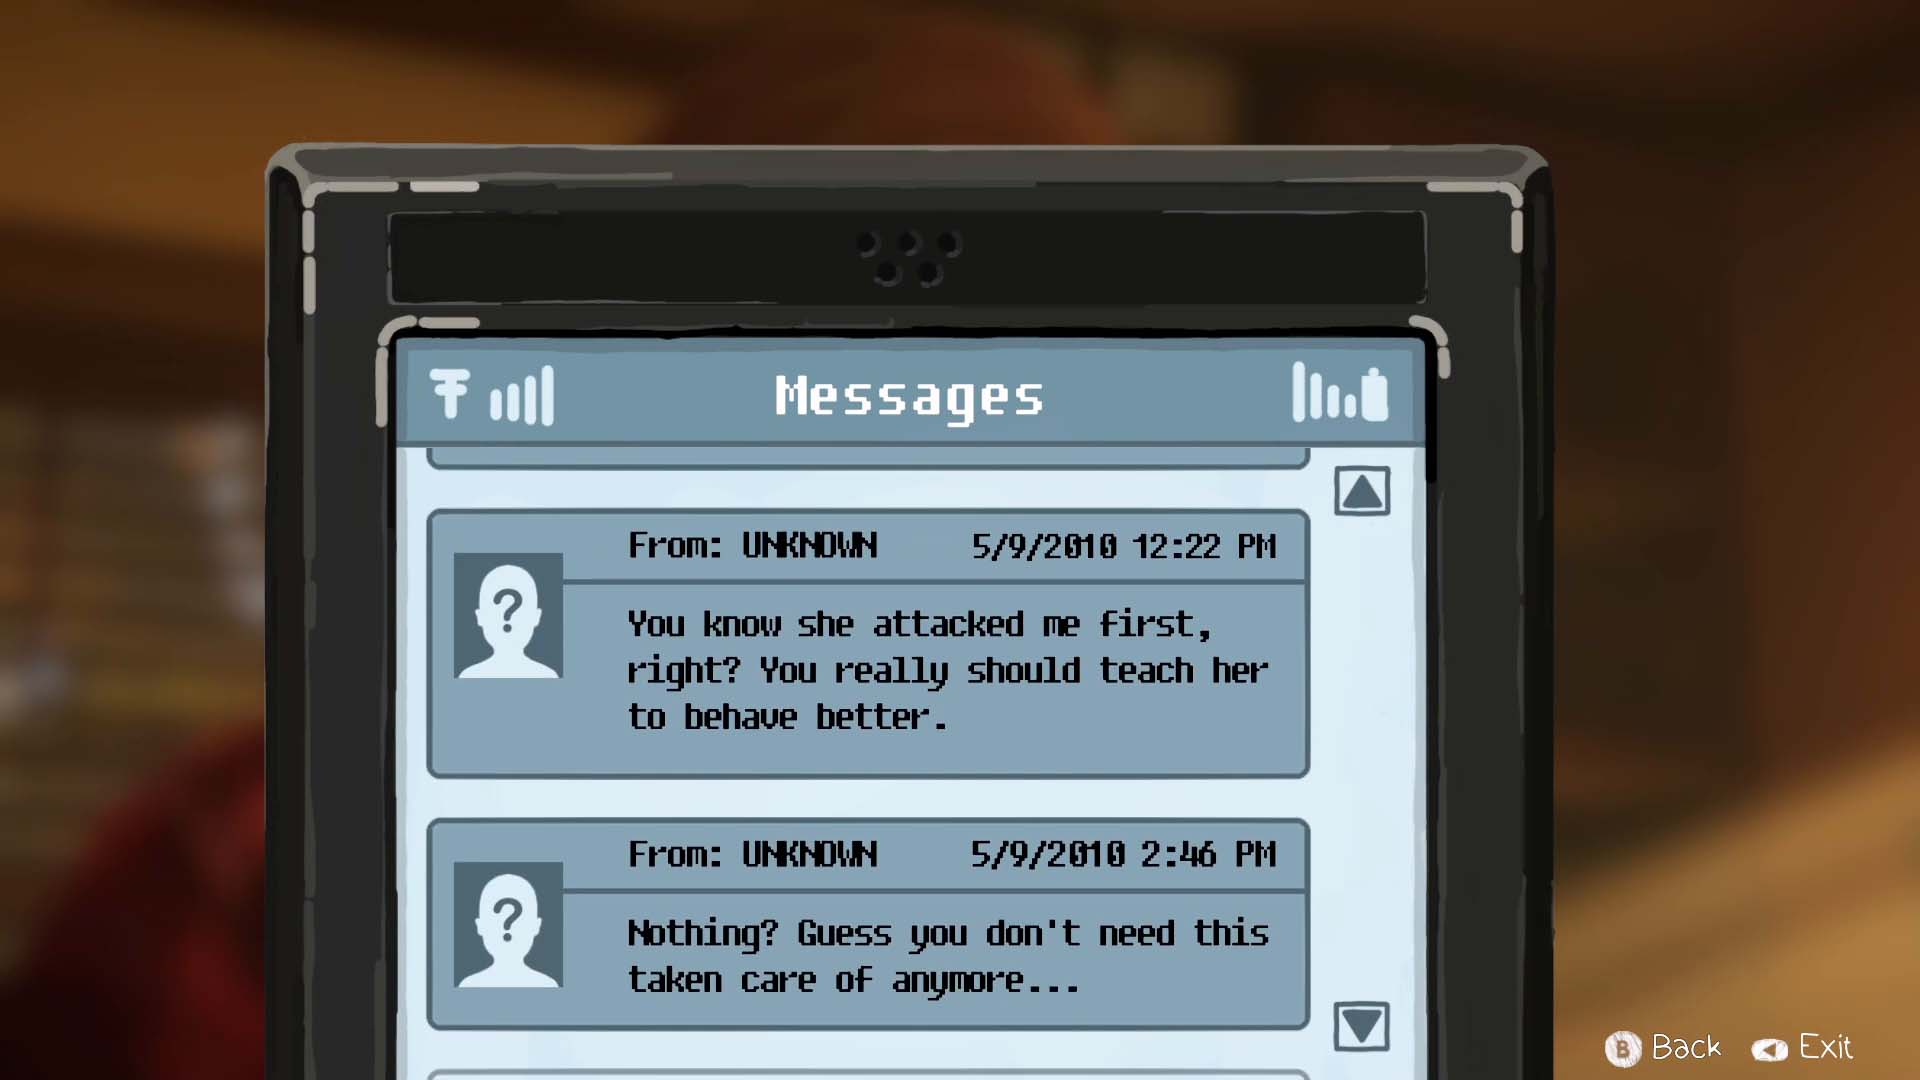 Messages
From: UNKNOWN 5/9/2010 12:22 PM
?
You know she attacked me first,
right? You really should teach her
to behave better.
From: UNKNOWN 5/9/2010 2:46 PM
?
Nothing? Guess you don't need this
taken care of anymore...
B Back Exit